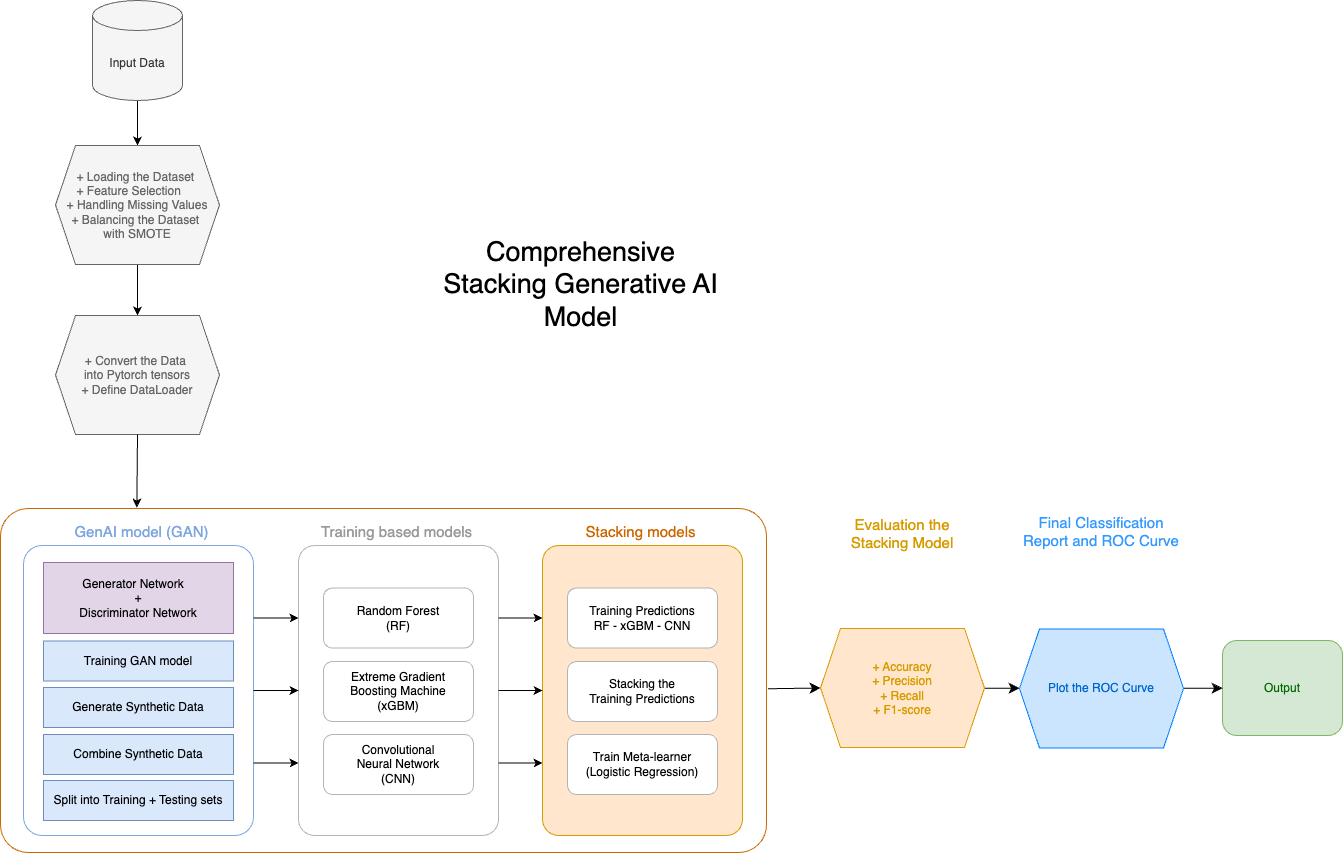 Input Data
+ Loading the Dataset
+ Feature Selection
+ Handling Missing Values
+ Balancing the Dataset
with SMOTE
Comprehensive
Stacking Generative AI
Model
+ Convert the Data
into Pytorch tensors
+ Define DataLoader
GenAI model (GAN)
Generator Network
+
Discriminator Network
Training GAN model
Generate Synthetic Data
Combine Synthetic Data
Split into Training + Testing sets
Training based models
Random Forest
(RF)
Extreme Gradient
Boosting Machine
(xGBM)
Convolutional
Neural Network
(CNN)
Stacking models
Training Predictions
RF - xGBM - CNN
Stacking the
Training Predictions
Train Meta-learner
(Logistic Regression)
Evaluation the
Stacking Model
+ Accuracy
+ Precision
+ Recall
+ F1-score
Final Classification
Report and ROC Curve
Plot the ROC Curve
Output